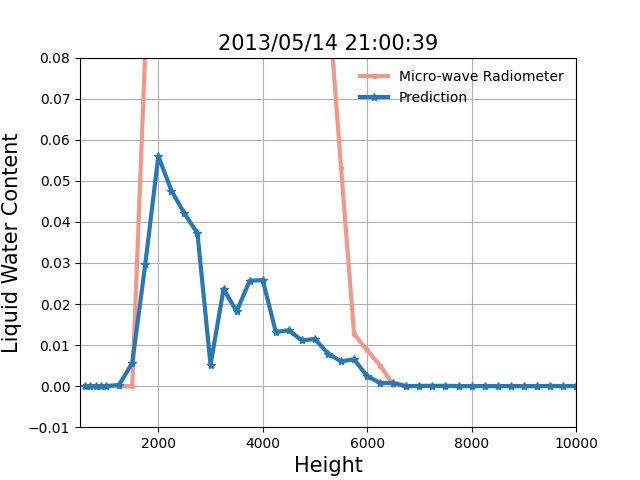 2013/05/14 21:00:39
Micro-wave Radiometer
Prediction
Liquid Water Content
0.08
0.07
0.06
0.05
0.04
0.03
0.02
0.01
0.00
−0.01
2000 4000 6000 8000 10000
Height